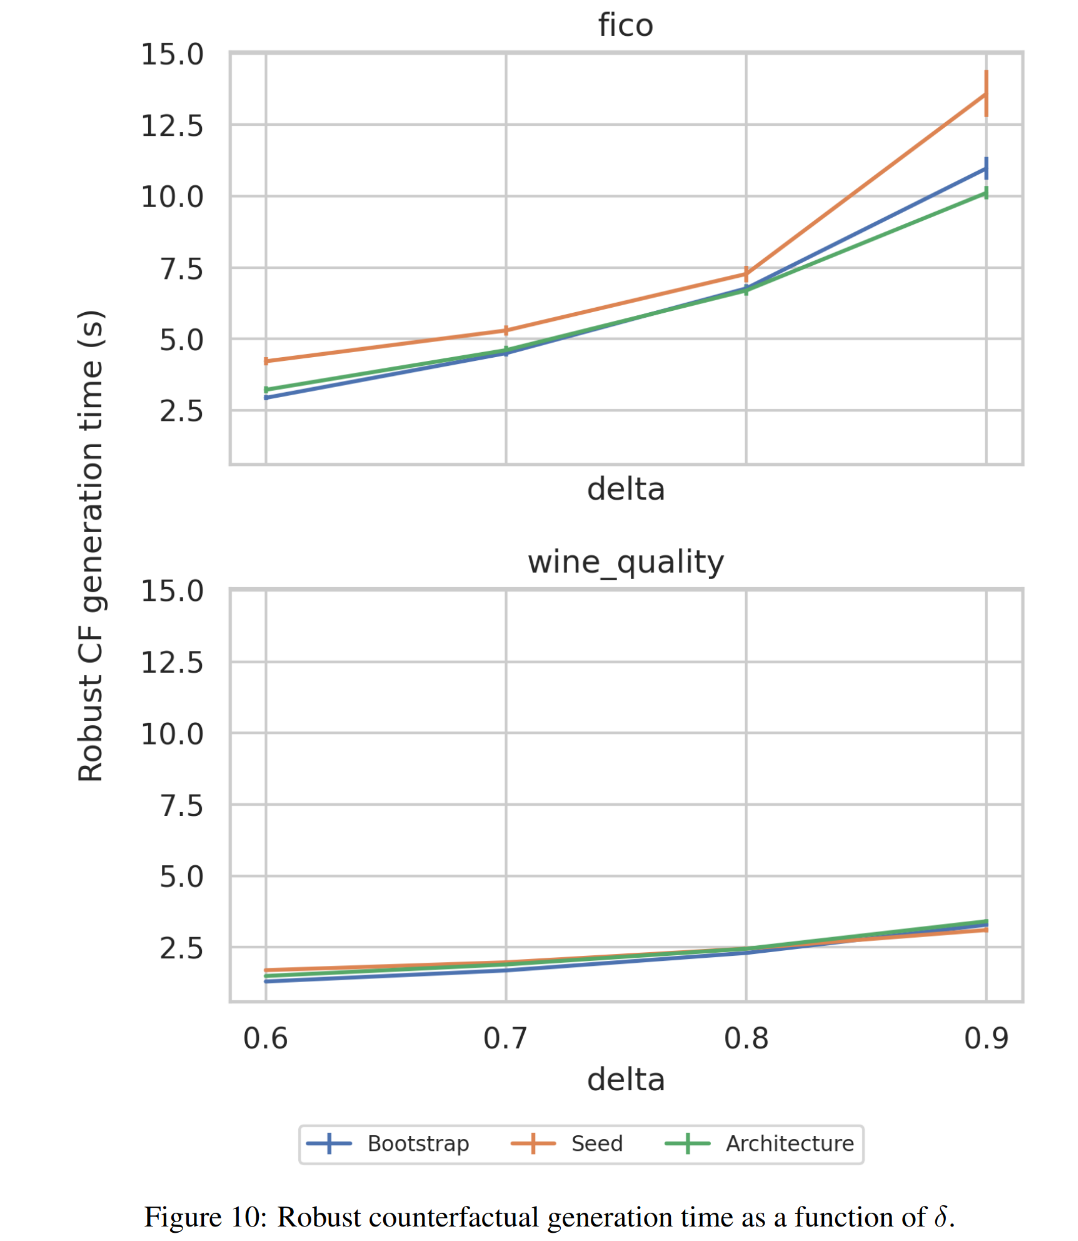 fico
15.0
12.5
10.0
7.5
5.0
2.5
delta
Robust CF generation time (s)
wine_quality
15.0
12.5
10.0
7.5
5.0
2.5
0.6 0.7 0.8 0.9
delta
Bootstrap Seed Architecture
Figure 10: Robust counterfactual generation time as a function of δ.